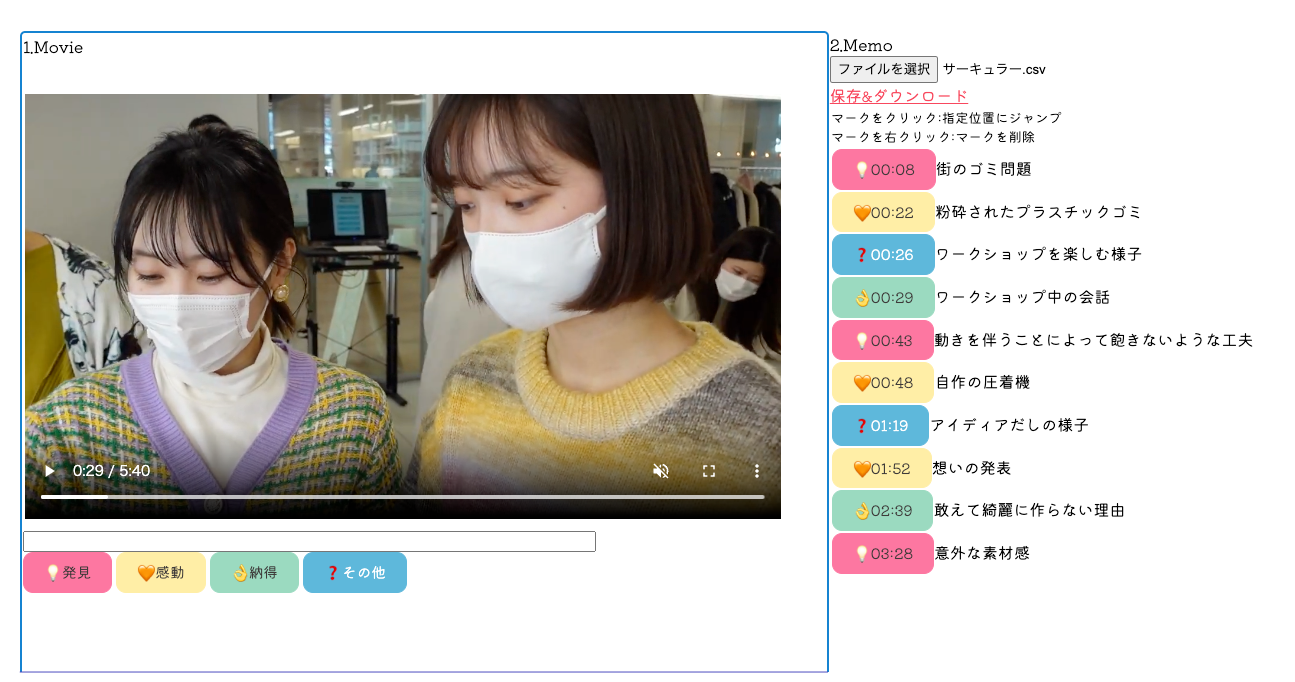 1.Movie
0:29 / 5:40
💡発見
🧡感動
👌納得
❓その他
2.Memo
ファイルを選択 サーキュラー.csv
保存&ダウンロード
マークをクリック:指定位置にジャンプ
マークを右クリック:マークを削除
💡00:08 街のゴミ問題
🧡00:22 粉砕されたプラスチックゴミ
❓00:26 ワークショップを楽しむ様子
👌00:29 ワークショップ中の会話
💡00:43 動きを伴うことによって飽きないような工夫
🧡00:48 自作の圧着機
❓01:19 アイディアだしの様子
🧡01:52 想いの発表
👌02:39 敢えて綺麗に作らない理由
💡03:28 意外な素材感